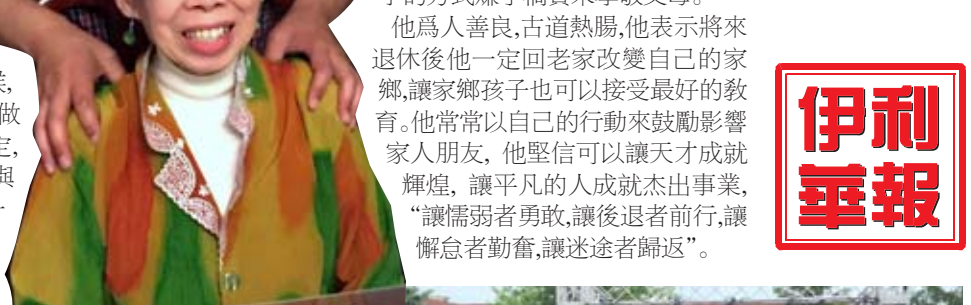 他爲人善良,古道熱腸,他表示將來
退休後他一定回老家改變自己的家
鄉,讓家鄉孩子也可以接受最好的教
育。他常常以自己的行動來鼓勵影響
家人朋友, 他堅信可以讓天才成就
輝煌, 讓平凡的人成就杰出事業,
“讓懦弱者勇敢,讓後退者前行,讓
懈怠者勤奮,讓迷途者歸返”。
做
定,
與
伊利
華報